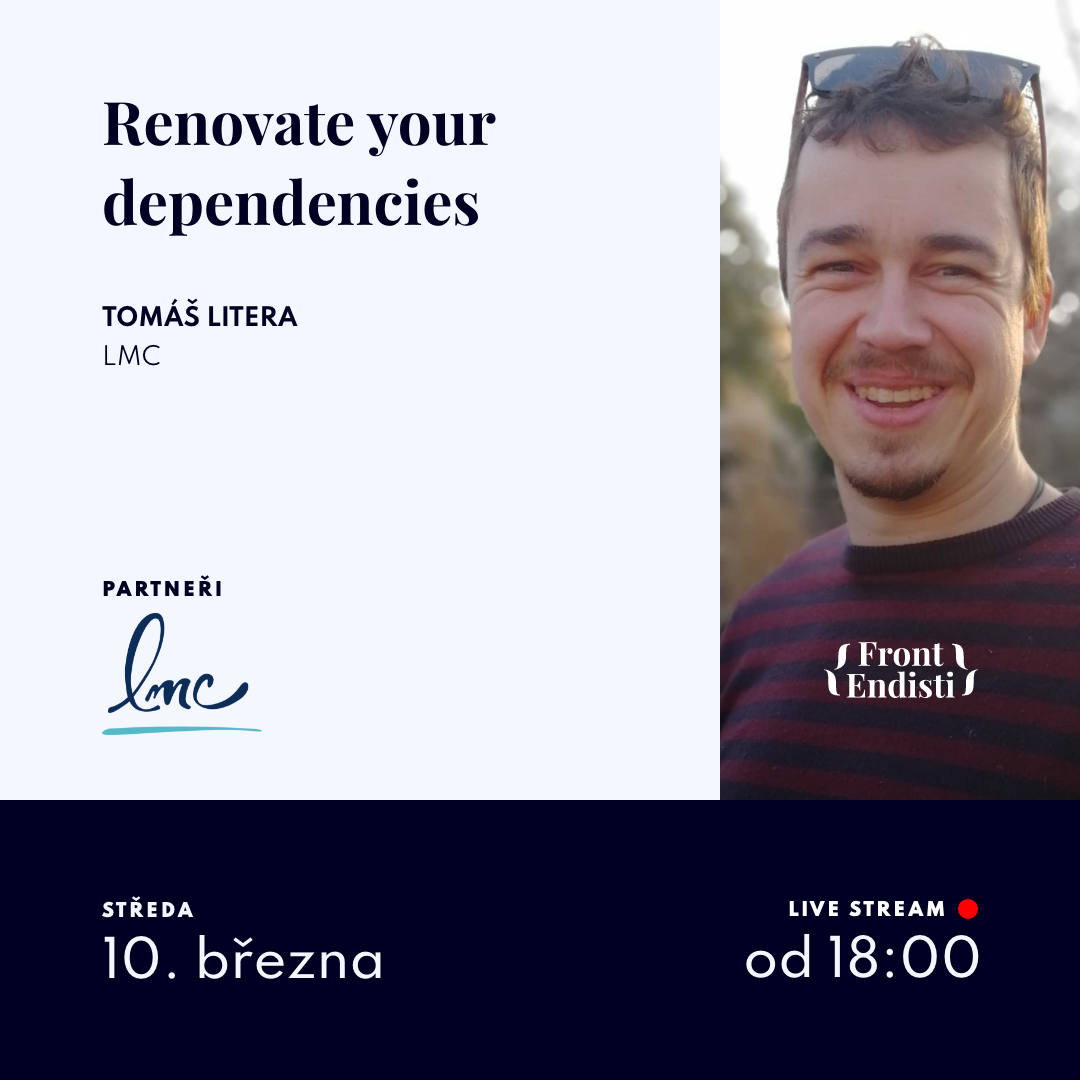 Renovate your
dependencies
TOMÁŠ LITERA
LMC
PARTNEŘI
lmc
Front
Endisti
STŘEDA
10. března
LIVE STREAM
od 18:00